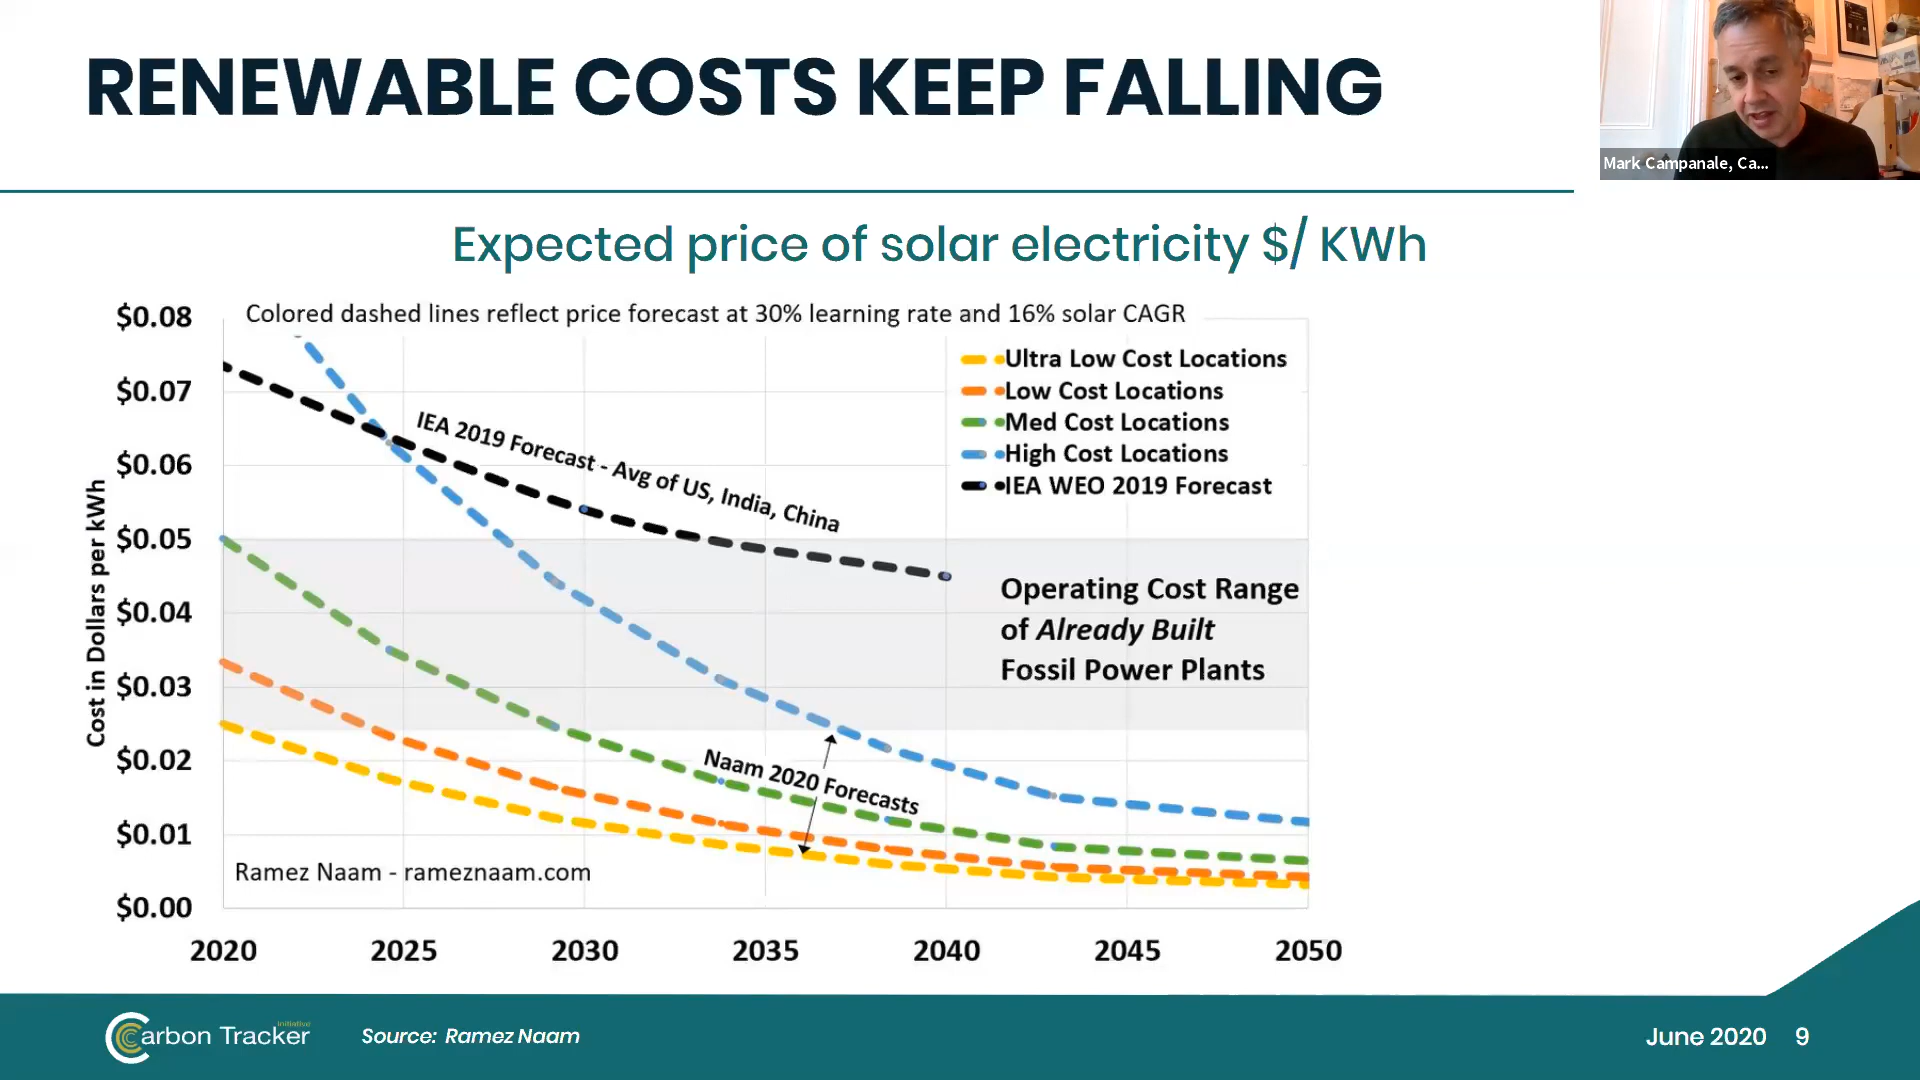 RENEWABLE COSTS KEEP FALLING
Mark Campanale, Ca...
Expected price of solar electricity $/ KWh
Colored dashed lines reflect price forecast at 30% learning rate and 16% solar CAGR
$0.08
$0.07
$0.06
$0.05
$0.04
$0.03
$0.02
$0.01
$0.00
Cost in Dollars per kWh
Ultra Low Cost Locations
Low Cost Locations
Med Cost Locations
High Cost Locations
IEA WEO 2019 Forecast
IEA 2019 Forecast - Avg of US, India, China
Operating Cost Range
of Already Built
Fossil Power Plants
Naam 2020 Forecasts
Ramez Naam - rameznaam.com
2020
2025
2030
2035
2040
2045
2050
Carbon Tracker
Initiative
Source: Ramez Naam
June 2020
9